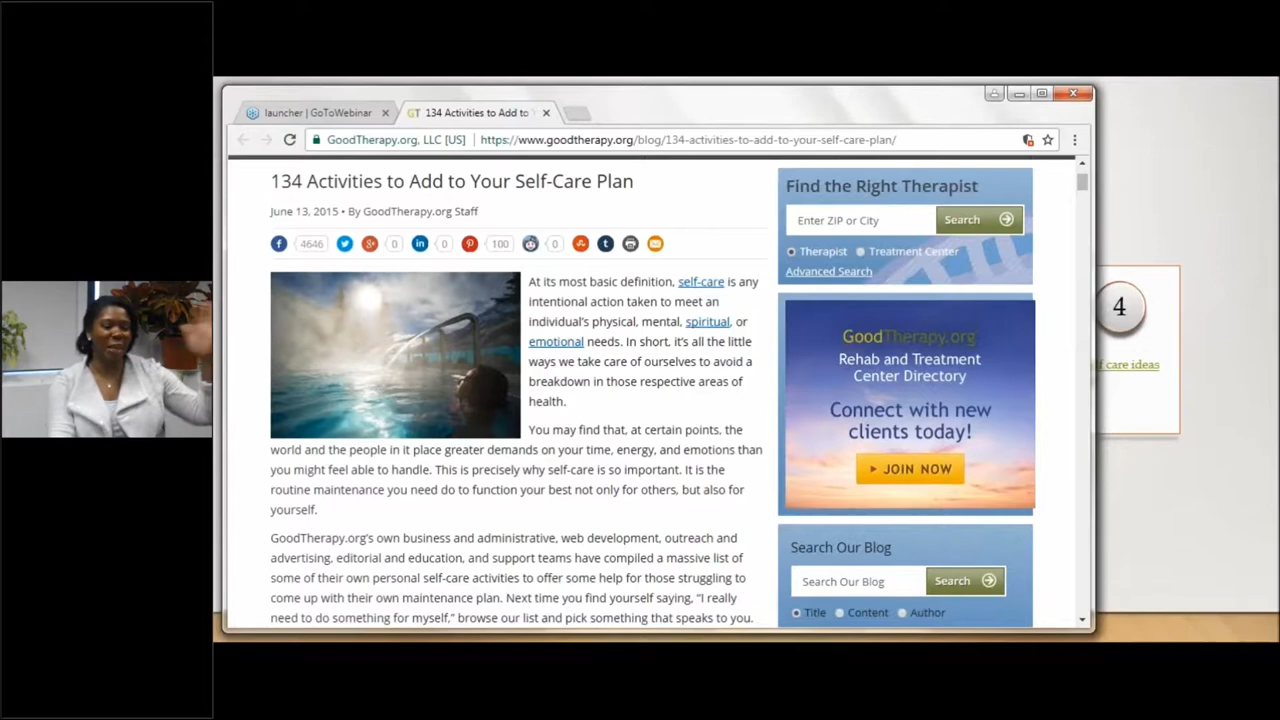 launcher | GoToWebinar
GT 134 Activities to Add to
GoodTherapy.org, LLC [US]
https://www.goodtherapy.org/blog/134-activities-to-add-to-your-self-care-plan/
134 Activities to Add to Your Self-Care Plan
June 13, 2015 • By GoodTherapy.org Staff
4646
0
0
100
0
At its most basic definition, self-care is any
intentional action taken to meet an
individual's physical, mental, spiritual, or
emotional needs. In short, it's all the little
ways we take care of ourselves to avoid a
breakdown in those respective areas of
health.
You may find that, at certain points, the
world and the people in it place greater demands on your time, energy, and emotions than
you might feel able to handle. This is precisely why self-care is so important. It is the
routine maintenance you need do to function your best not only for others, but also for
yourself.
GoodTherapy.org's own business and administrative, web development, outreach and
advertising, editorial and education, and support teams have compiled a massive list of
some of their own personal self-care activities to offer some help for those struggling to
come up with their own maintenance plan. Next time you find yourself saying, "I really
need to do something for myself," browse our list and pick something that speaks to you.
Find the Right Therapist
Enter ZIP or City
Search
Therapist
Treatment Center
Advanced Search
GoodTherapy.org
Rehab and Treatment
Center Directory
Connect with new
clients today!
JOIN NOW
Search Our Blog
Search Our Blog
Search
Title
Content
Author
4
f care ideas